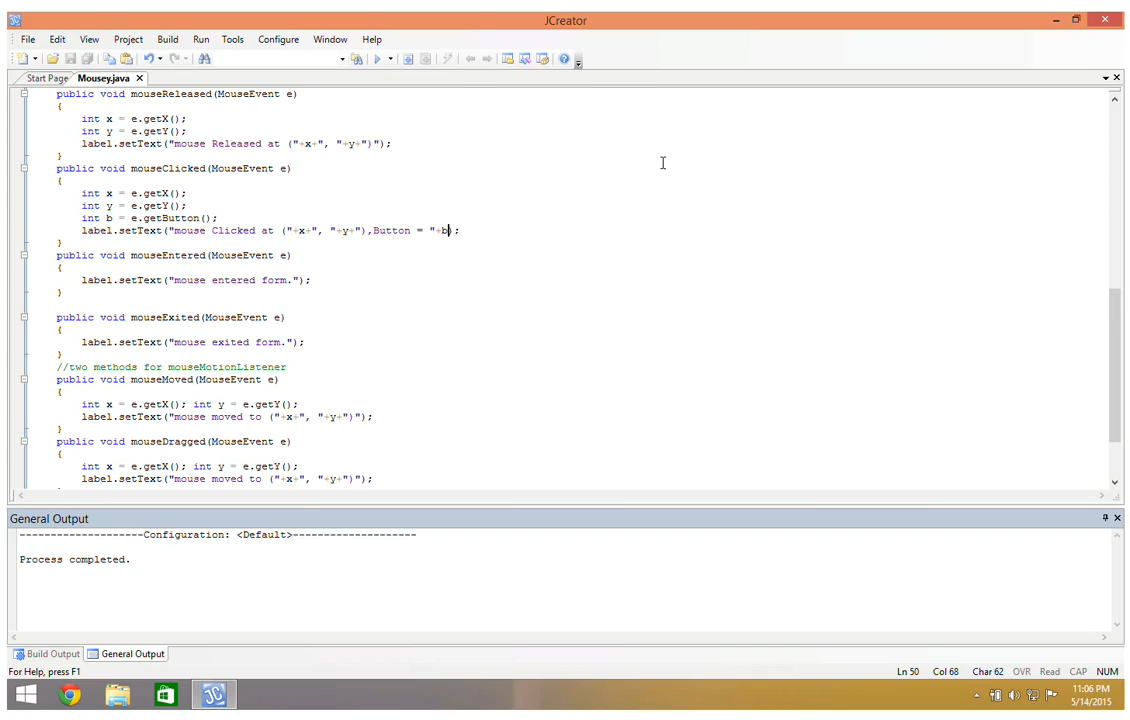 JCreator
File Edit View Project Build Run Tools Configure Window Help
Start Page Mousey.java
public void mouseReleased(MouseEvent e)
{
int x = e.getX();
int y = e.getY();
label.setText("mouse Released at ("+x+", "+y+")");
}
public void mouseClicked(MouseEvent e)
{
int x = e.getX();
int y = e.getY();
int b = e.getButton();
label.setText("mouse Clicked at ("+x+", "+y+"),Button = "+b);
}
public void mouseEntered(MouseEvent e)
{
label.setText("mouse entered form.");
}
public void mouseExited(MouseEvent e)
{
label.setText("mouse exited form.");
}
//two methods for mouseMotionListener
public void mouseMoved(MouseEvent e)
{
int x = e.getX(); int y = e.getY();
label.setText("mouse moved to ("+x+", "+y+")");
}
public void mouseDragged(MouseEvent e)
{
int x = e.getX(); int y = e.getY();
label.setText("mouse moved to ("+x+", "+y+")");
General Output
--------------------Configuration: <Default>--------------------
Process completed.
Build Output General Output
For Help, press F1 Ln 50 Col 68 Char 62 OVR Read CAP NUM
JC
11:06 PM
5/14/2015